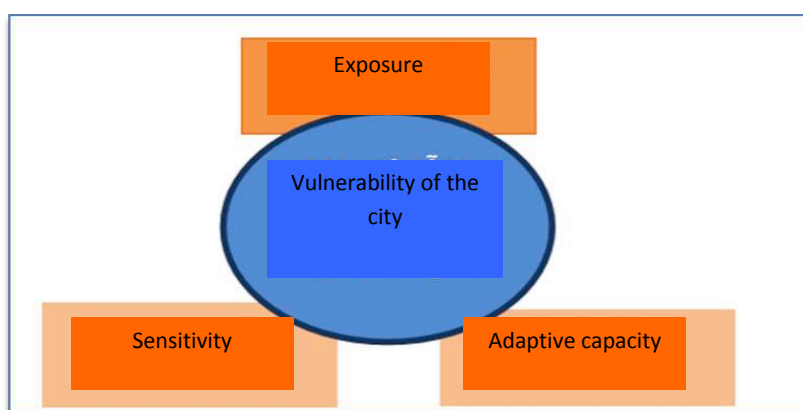 Exposure
Vulnerability of the
city
Sensitivity
Adaptive capacity